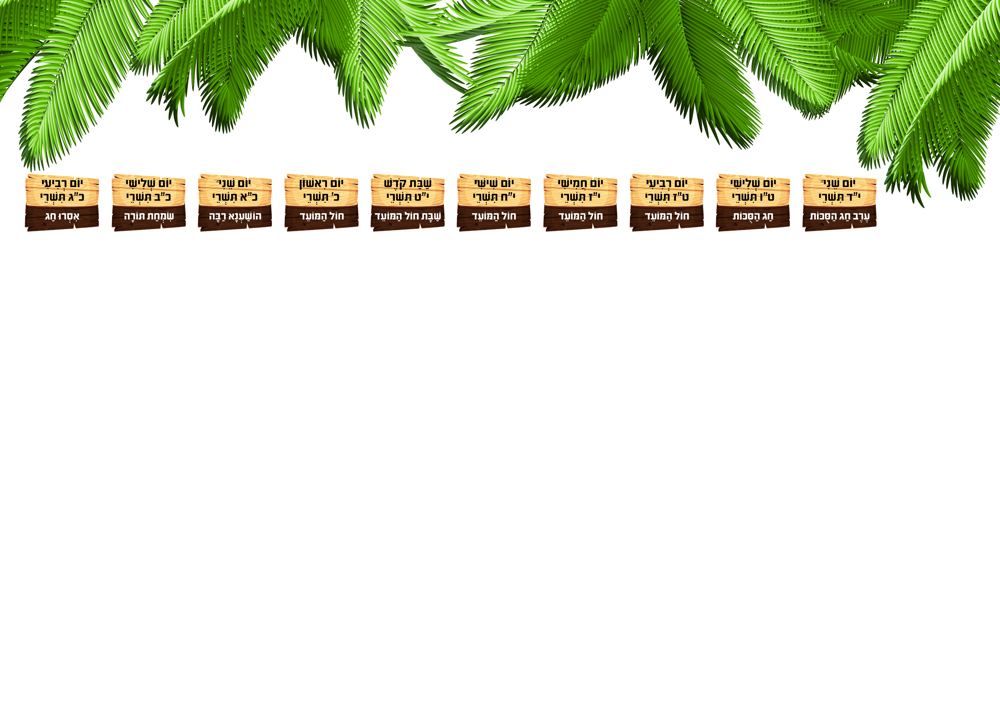 יוֹם שֵׁנִי
י״ד תִּשְׁרֵי
עֶרֶב חַג הַסֻּכּוֹת
יוֹם שְׁלִישִׁי
ט״ו תִּשְׁרֵי
חַג הַסֻּכּוֹת
יוֹם רְבִיעִי
ט״ז תִּשְׁרֵי
חוֹל הַמּוֹעֵד
יוֹם חֲמִישִׁי
י״ז תִּשְׁרֵי
חוֹל הַמּוֹעֵד
יוֹם שִׁישִּׁי
י״ח תִּשְׁרֵי
חוֹל הַמּוֹעֵד
שַׁבַּת קֹדֶשׁ
י״ט תִּשְׁרֵי
שַׁבָּת חוֹל הַמּוֹעֵד
יוֹם רִאשׁוֹן
כ׳ תִּשְׁרֵי
חוֹל הַמּוֹעֵד
יוֹם שֵׁנִי
כ״א תִּשְׁרֵי
הוֹשַׁעְנָא רַבָּה
יוֹם שְׁלִישִׁי
כ״ב תִּשְׁרֵי
שִׂמְחַת תּוֹרָה
יוֹם רְבִיעִי
כ״ג תִּשְׁרֵי
אִסְרוּ חַג